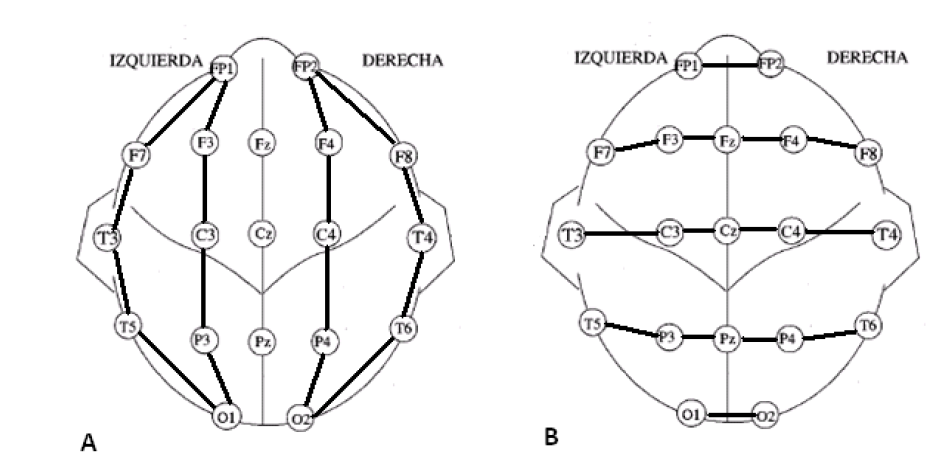 IZQUIERDA DERECHA
FP1 FP2
F7 F3 Fz F4 F8
T3 C3 Cz C4 T4
T5 P3 Pz P4 T6
O1 O2
A
IZQUIERDA DERECHA
FP1 FP2
F7 F3 Fz F4 F8
T3 C3 Cz C4 T4
T5 P3 Pz P4 T6
O1 O2
B